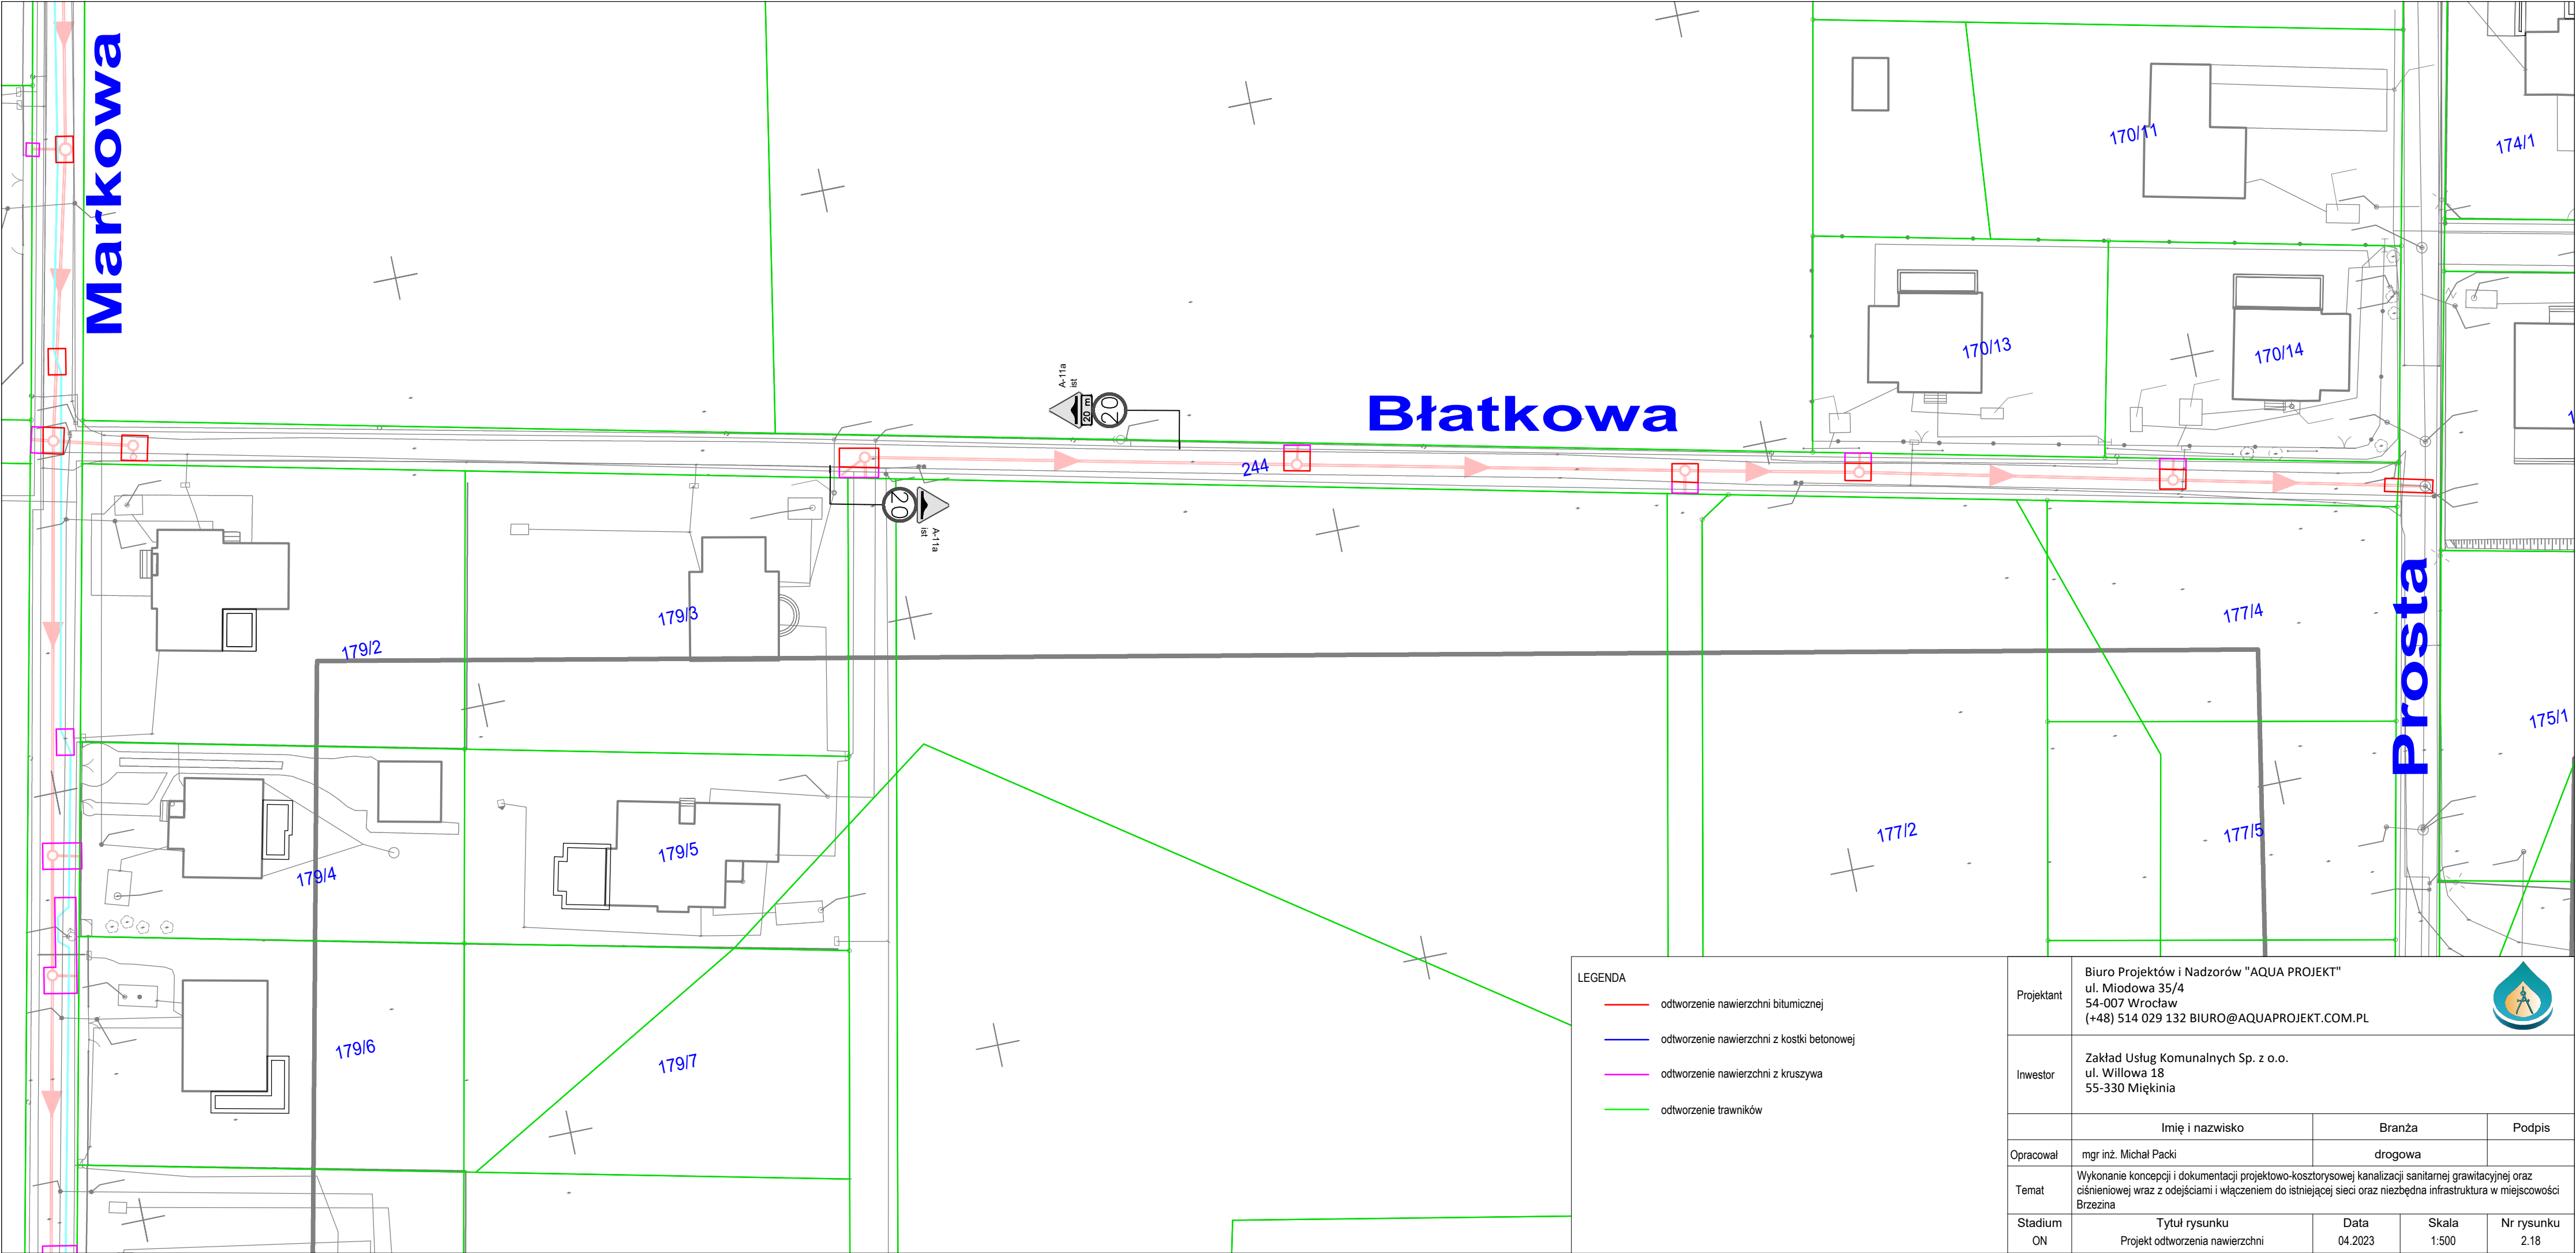 Markowa
170/11
174/1
170/13
170/14
A-11a
ist
20 m
20
Błatkowa
244
20
A-11a
ist
179/2
179/3
177/4
Prosta
175/1
179/4
179/5
177/2
177/5
179/6
179/7
LEGENDA
odtworzenie nawierzchni bitumicznej
odtworzenie nawierzchni z kostki betonowej
odtworzenie nawierzchni z kruszywa
odtworzenie trawników
Projektant
Biuro Projektów i Nadzorów "AQUA PROJEKT"
ul. Miodowa 35/4
54-007 Wrocław
(+48) 514 029 132 BIURO@AQUAPROJEKT.COM.PL
Inwestor
Zakład Usług Komunalnych Sp. z o.o.
ul. Willowa 18
55-330 Miękinia
Imię i nazwisko Branża Podpis
Opracował mgr inż. Michał Packi drogowa
Temat
Wykonanie koncepcji i dokumentacji projektowo-kosztorysowej kanalizacji sanitarnej grawitacyjnej oraz
ciśnieniowej wraz z odejściami i włączeniem do istniejącej sieci oraz niezbędna infrastruktura w miejscowości
Brzezina
Stadium Tytuł rysunku Data Skala Nr rysunku
ON Projekt odtworzenia nawierzchni 04.2023 1:500 2.18